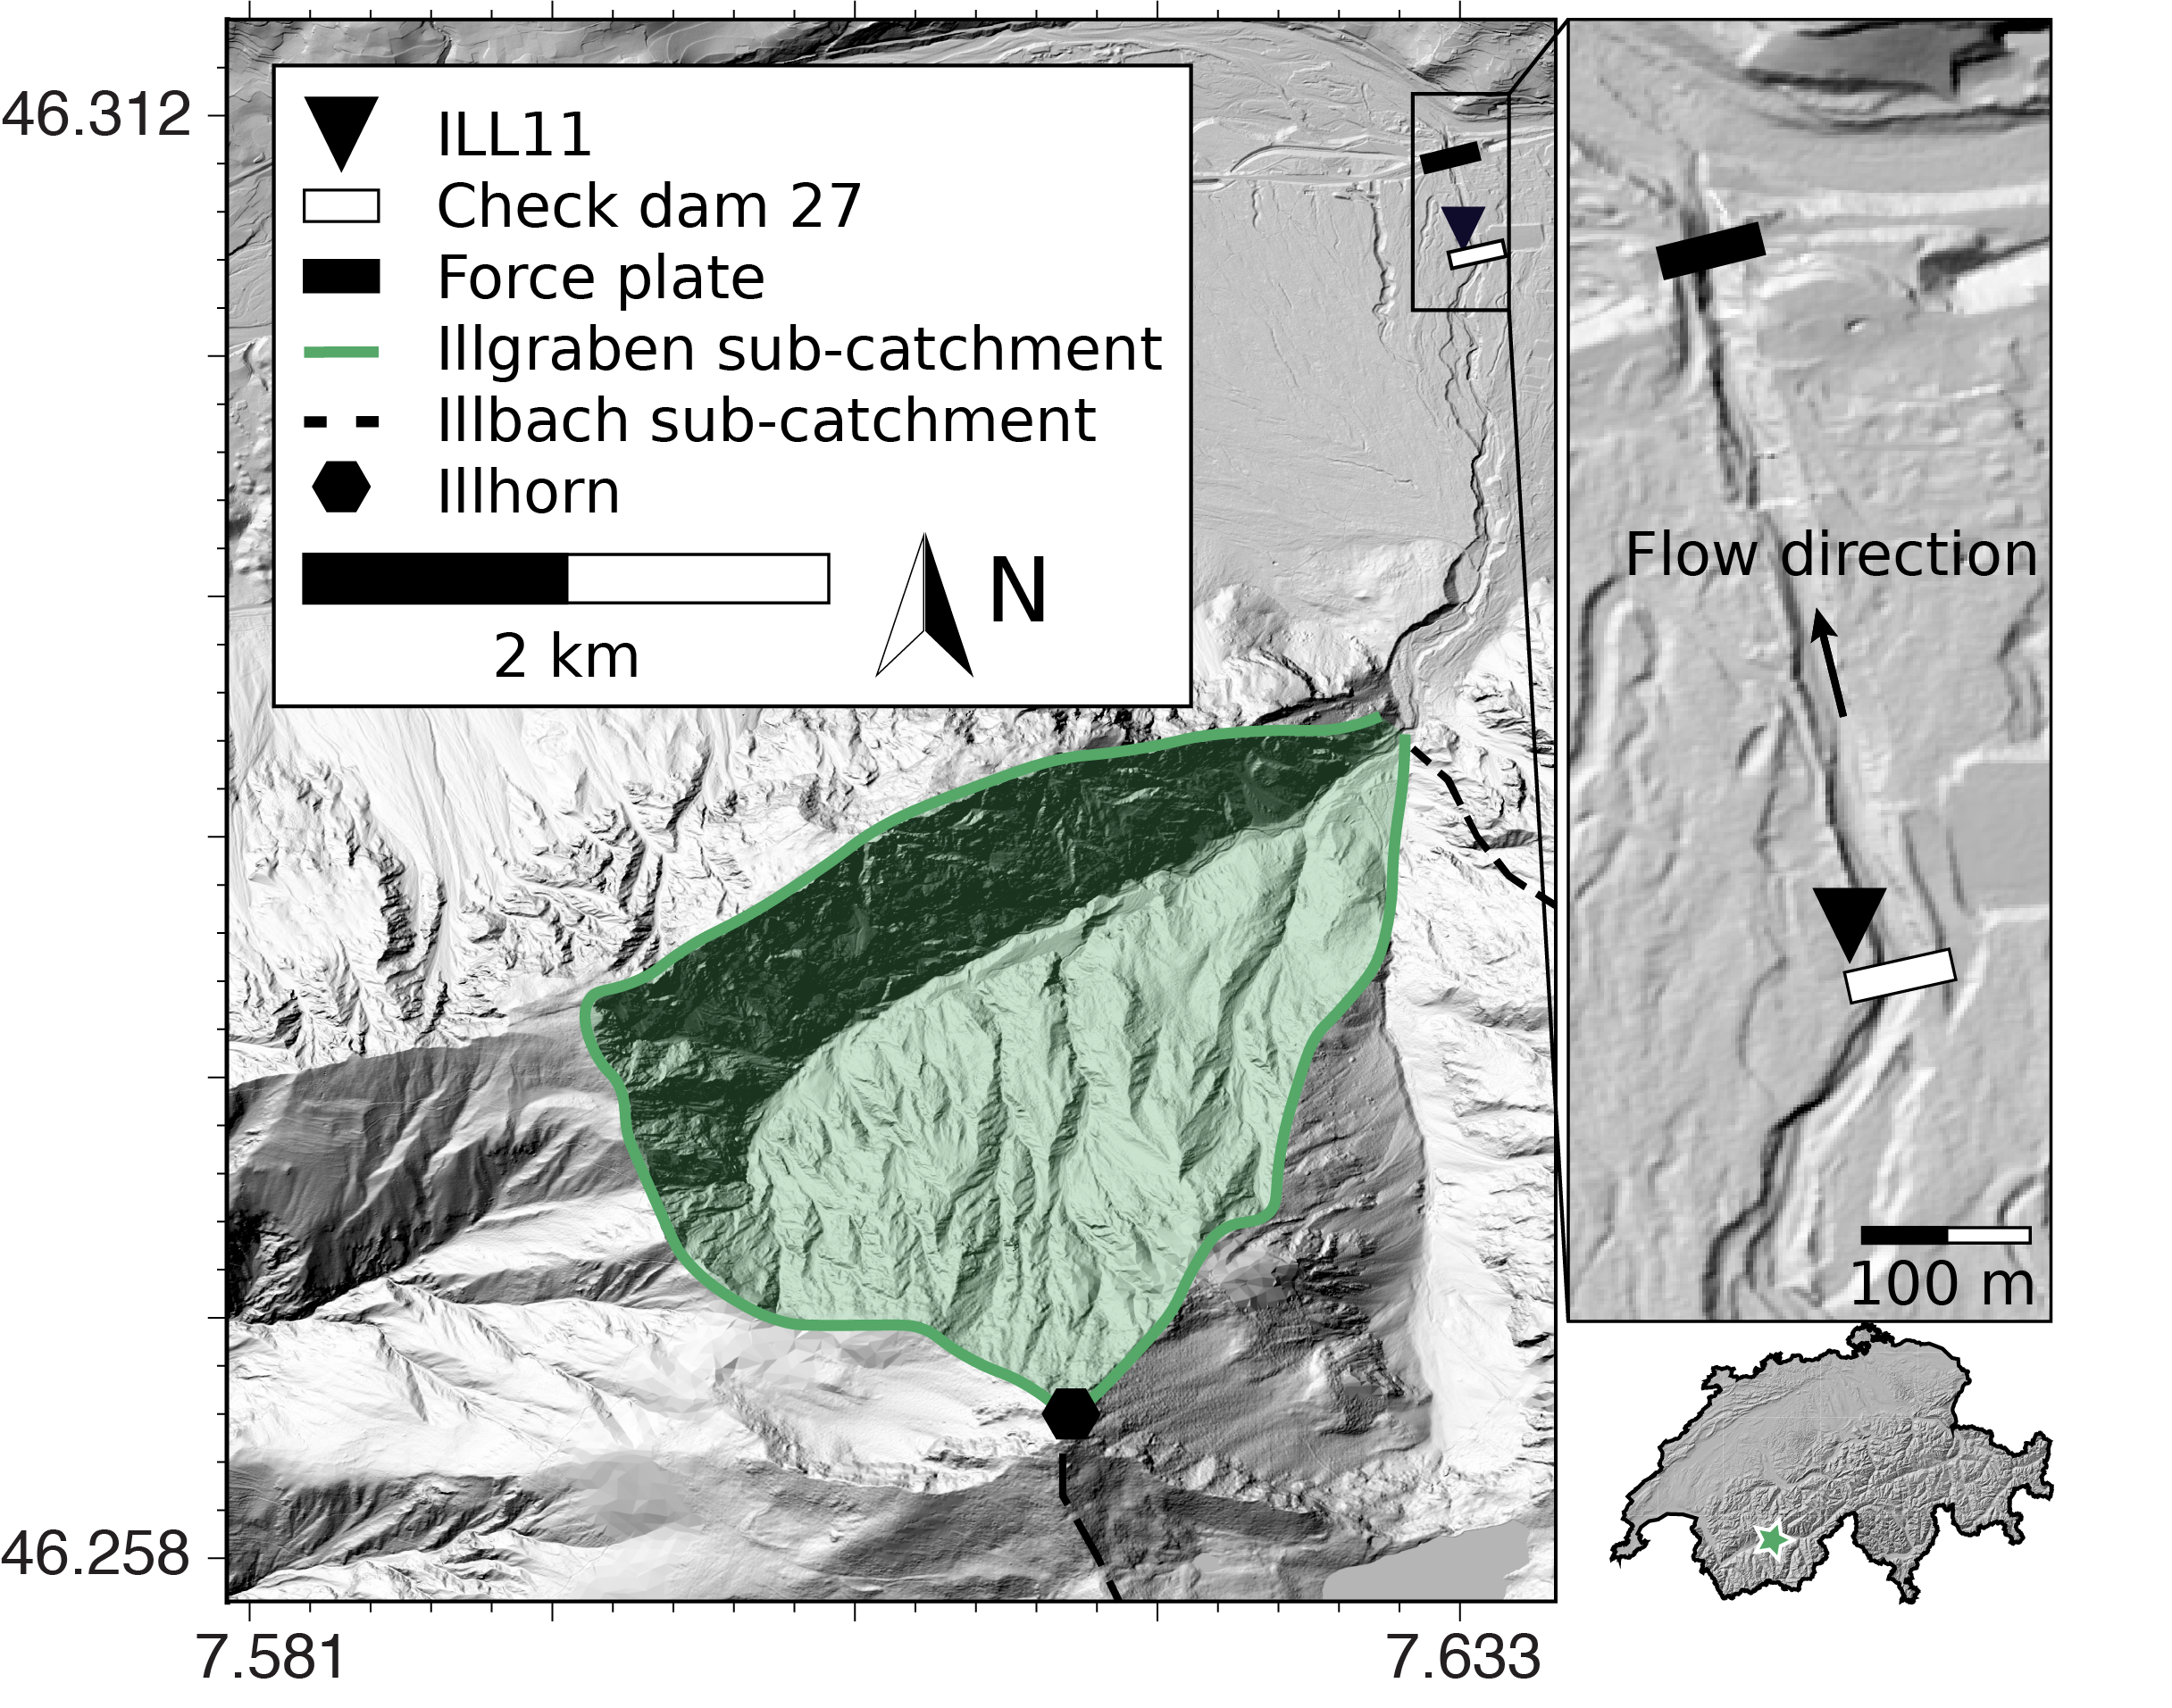 46.312
ILL11
Check dam 27
Force plate
Illgraben sub-catchment
Illbach sub-catchment
Illhorn
N
2 km
Flow direction
100 m
46.258
7.581
7.633